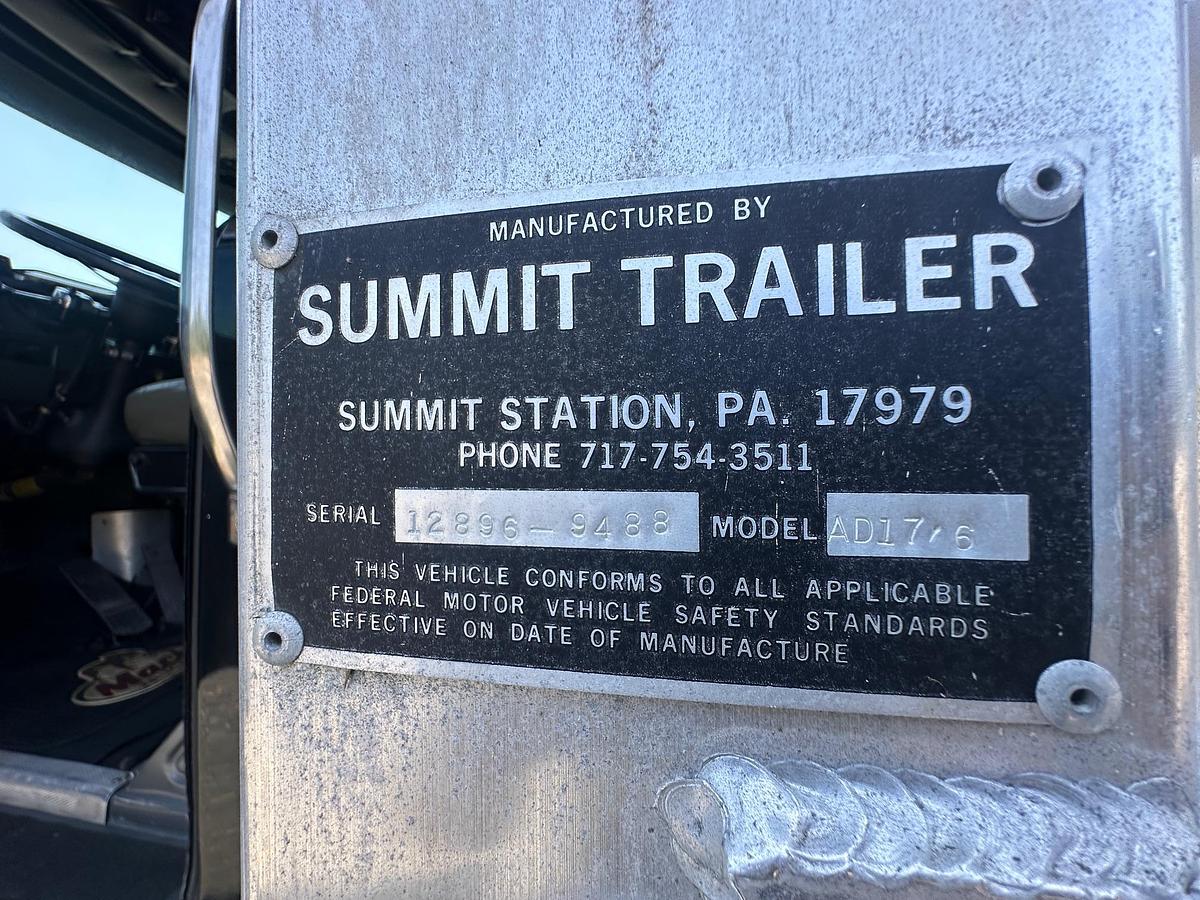 MANUFACTURED BY
SUMMIT TRAILER
SUMMIT STATION, PA. 17979
PHONE 717-754-3511
SERIAL 12896-9488 MODEL AD17'6
THIS VEHICLE CONFORMS TO ALL APPLICABLE
FEDERAL MOTOR VEHICLE SAFETY STANDARDS
EFFECTIVE ON DATE OF MANUFACTURE
Mack